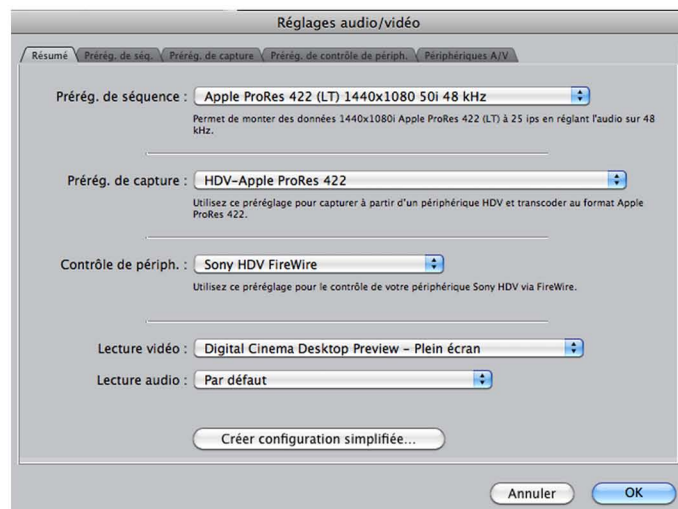 Réglages audio/vidéo
Résumé Prérég. de séq. Prérég. de capture Prérég. de contrôle de périph. Périphériques A/V
Prérég. de séquence : Apple ProRes 422 (LT) 1440x1080 50i 48 kHz
Permet de monter des données 1440x1080i Apple ProRes 422 (LT) à 25 ips en réglant l'audio sur 48
kHz.
Prérég. de capture : HDV-Apple ProRes 422
Utilisez ce préréglage pour capturer à partir d'un périphérique HDV et transcoder au format Apple
ProRes 422.
Contrôle de périph. : Sony HDV FireWire
Utilisez ce préréglage pour le contrôle de votre périphérique Sony HDV via FireWire.
Lecture vidéo : Digital Cinema Desktop Preview – Plein écran
Lecture audio : Par défaut
Créer configuration simplifiée...
Annuler OK